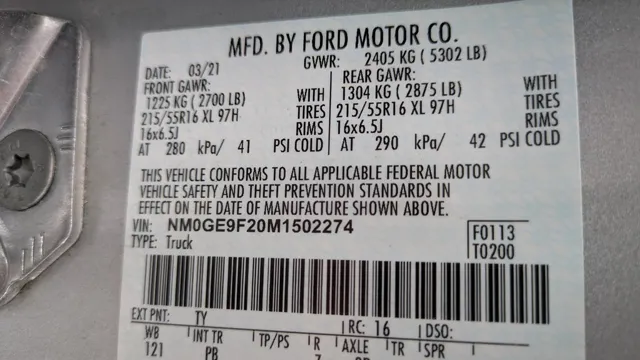 MFD. BY FORD MOTOR CO.
DATE: 03/21 GVWR: 2405 KG ( 5302 LB)
FRONT GAWR: REAR GAWR:
1225 KG ( 2700 LB) WITH 1304 KG ( 2875 LB) WITH
215/55R16 XL 97H TIRES 215/55R16 XL 97H TIRES
16x6.5J RIMS 16x6.5J RIMS
AT 280 kPa/ 41 PSI COLD AT 290 kPa/ 42 PSI COLD
THIS VEHICLE CONFORMS TO ALL APPLICABLE FEDERAL MOTOR
VEHICLE SAFETY AND THEFT PREVENTION STANDARDS IN
EFFECT ON THE DATE OF MANUFACTURE SHOWN ABOVE.
VIN: NM0GE9F20M1502274 F0113
TYPE: Truck T0200
EXT PNT: TY RC: 16 DSO:
WB INT TR TP/PS R AXLE TR SPR
121 PB